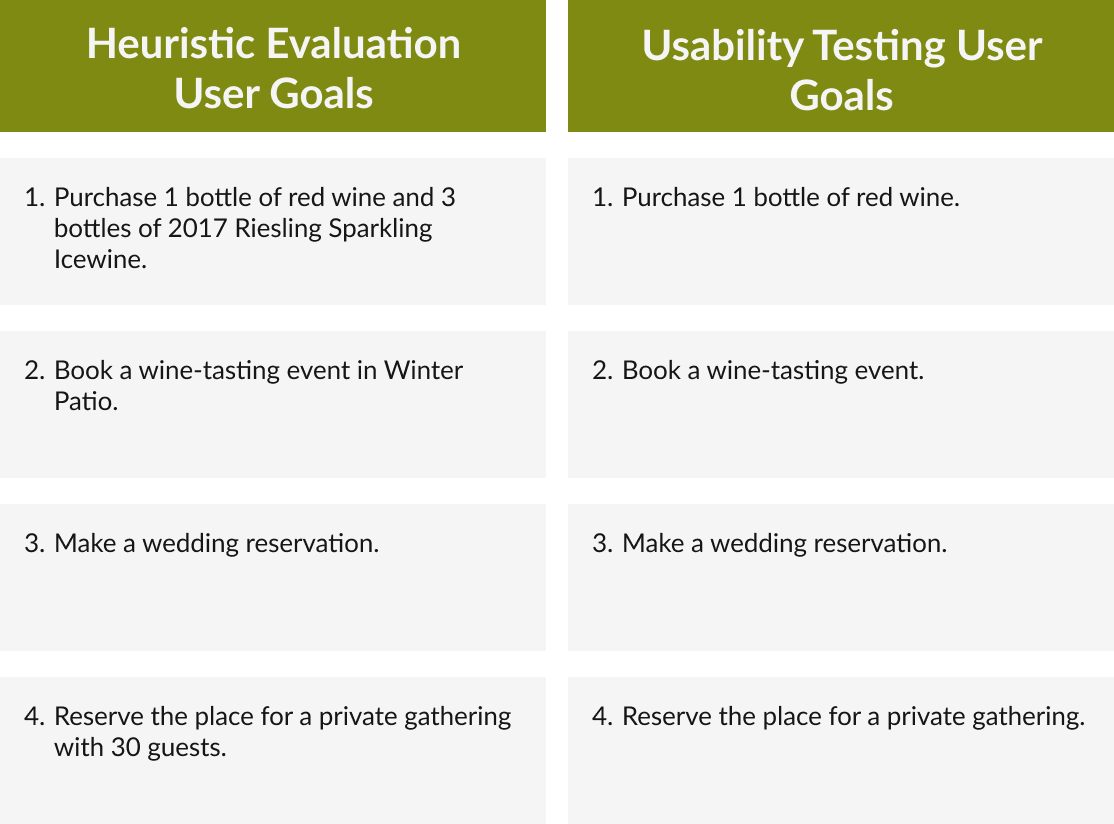 Heuristic Evaluation
User Goals
1. Purchase 1 bottle of red wine and 3
bottles of 2017 Riesling Sparkling
Icewine.
2. Book a wine-tasting event in Winter
Patio.
3. Make a wedding reservation.
4. Reserve the place for a private gathering
with 30 guests.
Usability Testing User
Goals
1. Purchase 1 bottle of red wine.
2. Book a wine-tasting event.
3. Make a wedding reservation.
4. Reserve the place for a private gathering.